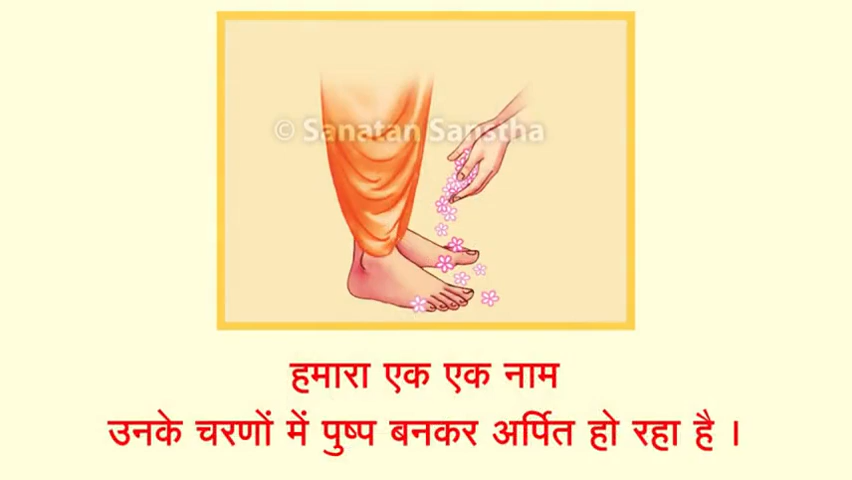 © Sanatan Sanstha
हमारा एक एक नाम
उनके चरणों में पुष्प बनकर अर्पित हो रहा है ।